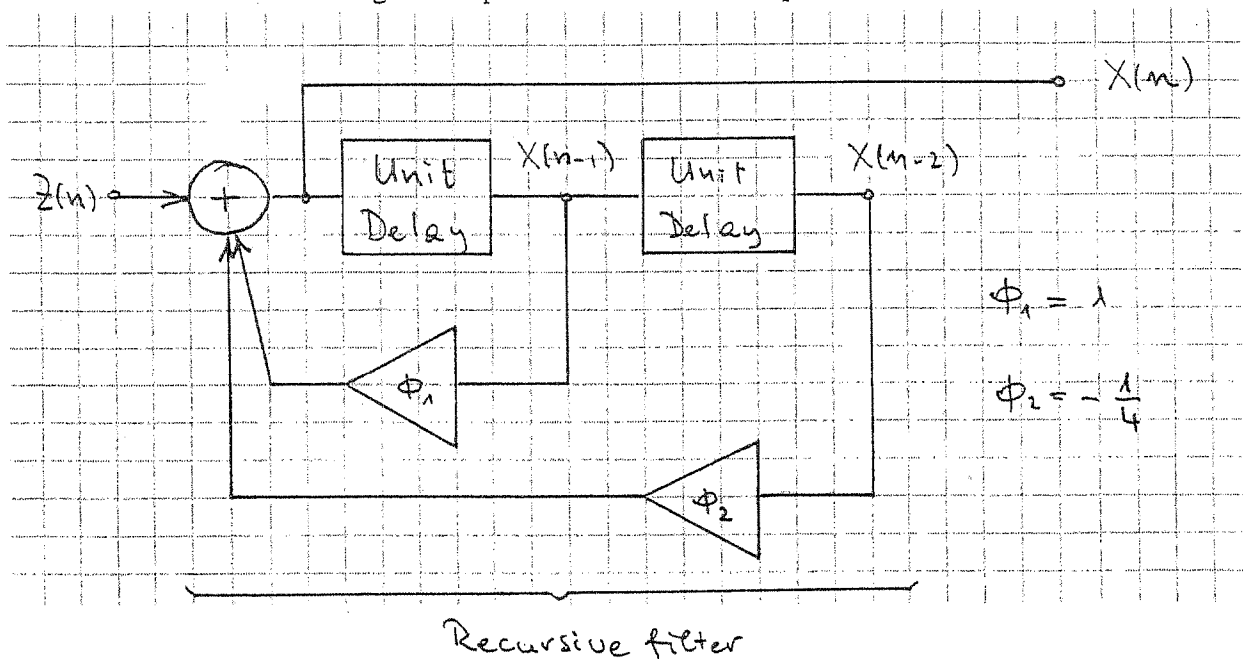 X(n)
Z(n)
+
Unit
Delay
X(n-1)
Unit
Delay
X(n-2)
Φ₁
Φ₁ = 1
Φ₂
Φ₂ = - 1/4
Recursive filter